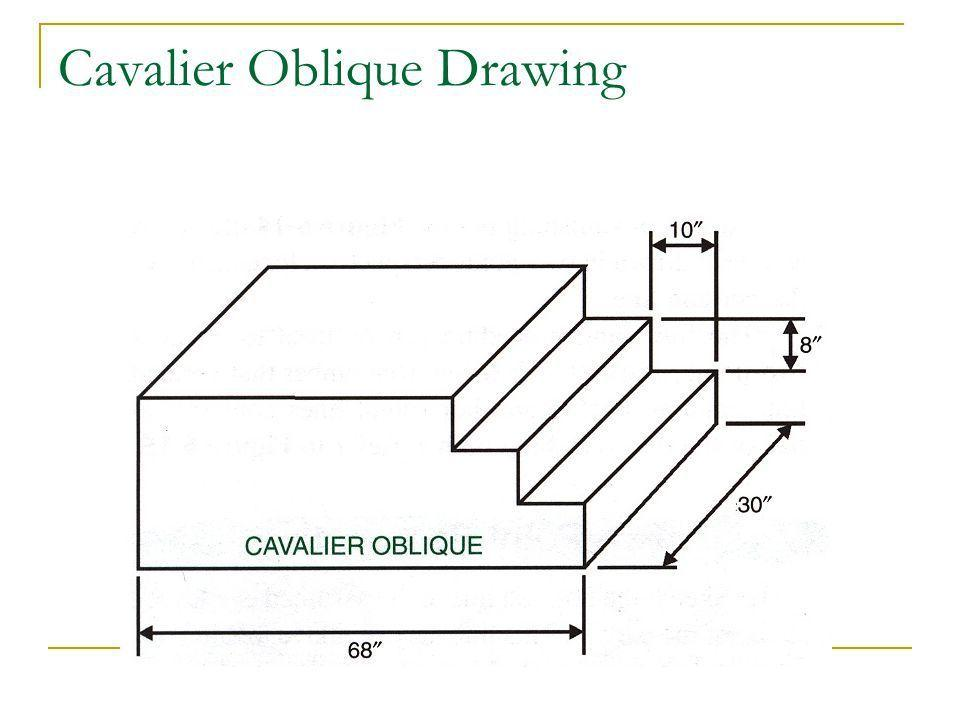 Cavalier Oblique Drawing
10″
8″
30″
CAVALIER OBLIQUE
68″